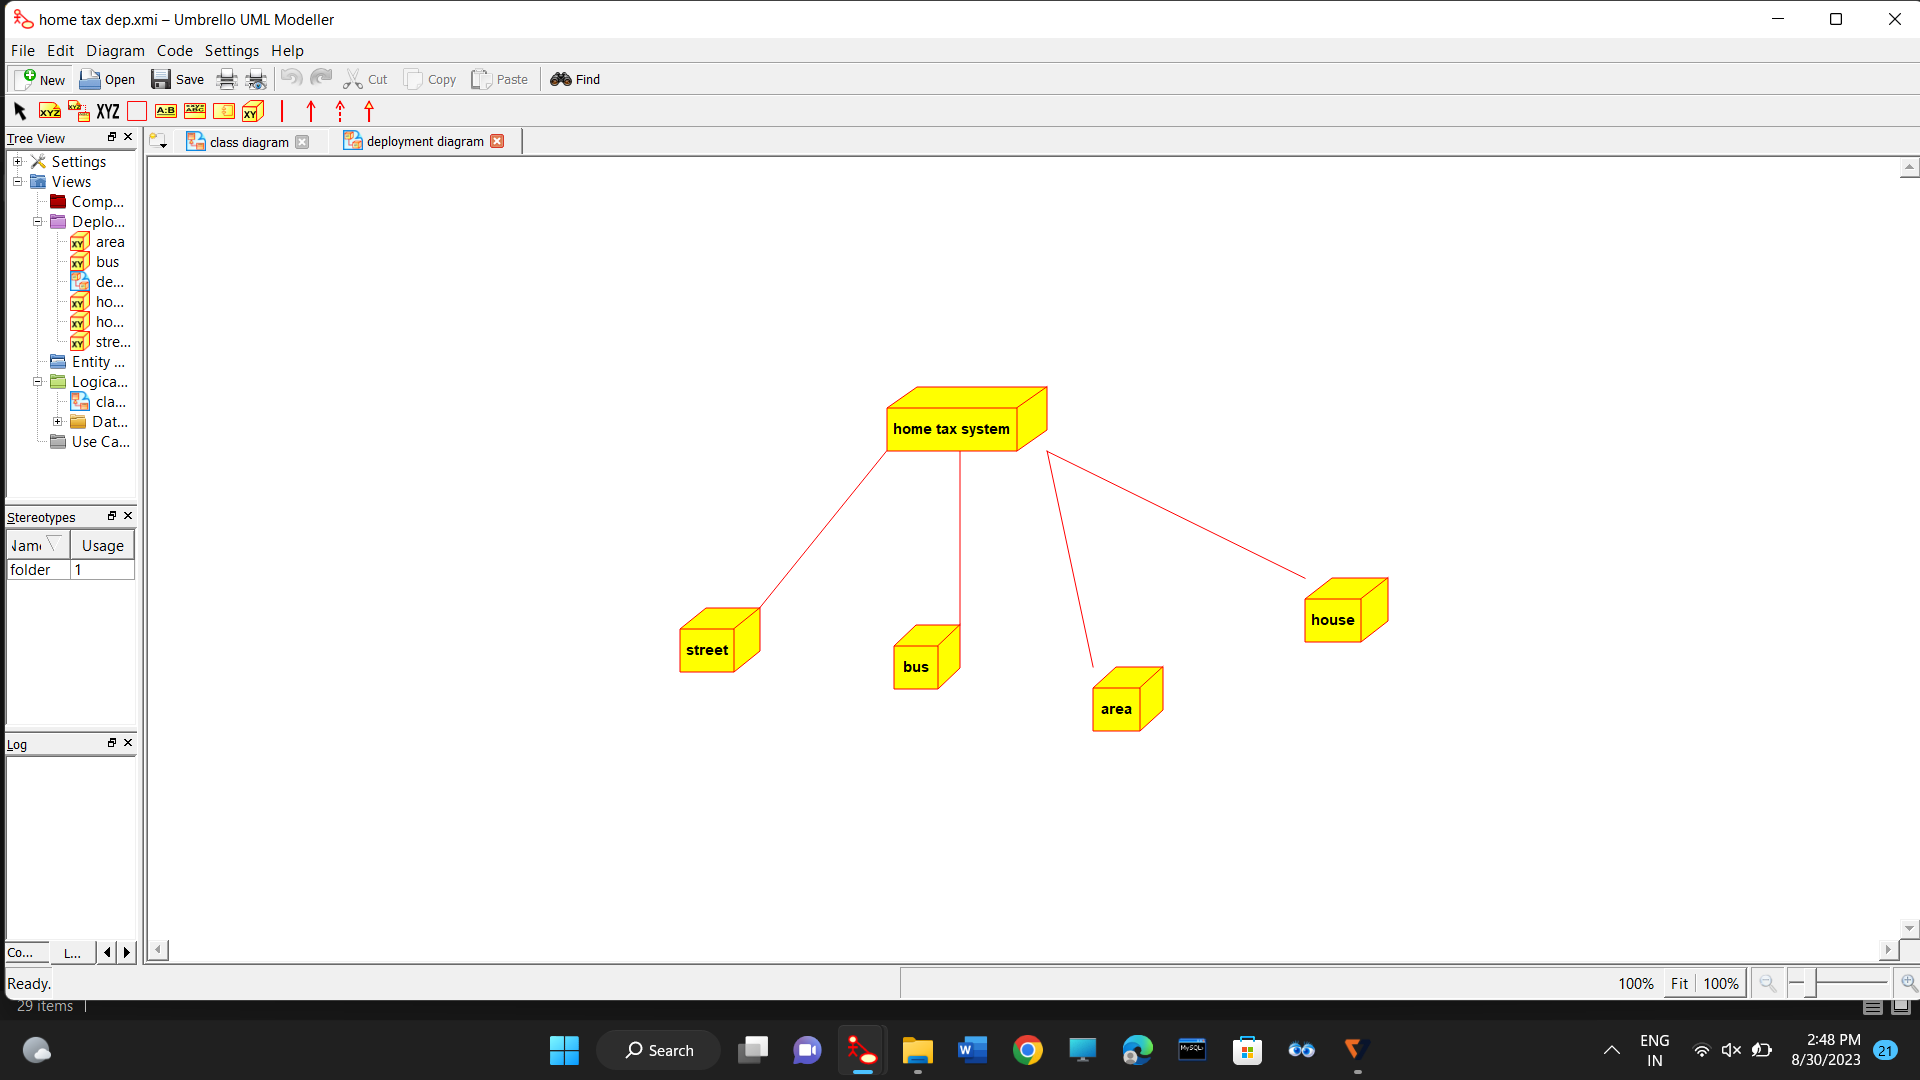 home tax dep.xmi – Umbrello UML Modeller
File Edit Diagram Code Settings Help
New Open Save Cut Copy Paste Find
XYZ A:B XY
Tree View
class diagram deployment diagram
Settings
Views
Comp...
Deplo...
area
bus
de...
ho...
ho...
stre...
Entity ...
Logica...
cla...
Dat...
Use Ca...
home tax system
street
bus
area
house
Stereotypes
Usage
folder 1
Log
Co... L...
Ready.
100% Fit 100%
29 items
Search
ENG
IN
2:48 PM
8/30/2023
21